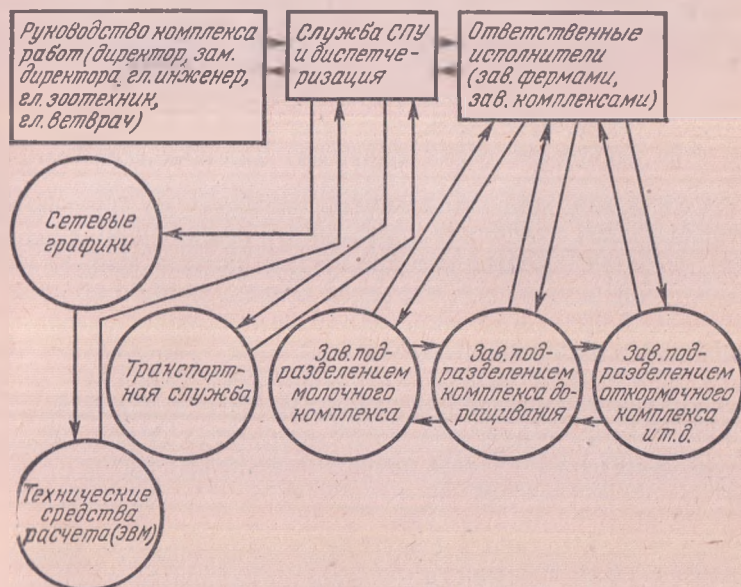 Руководство комплекса
работ (директор, зам.
директора, гл. инженер,
гл. зоотехник,
гл. ветврач)
Служба СПУ
и диспетче-
ризация
Ответственные
исполнители
(зав. фермами,
зав. комплексами)
Сетевые
графики
Транспорт-
ная служба
Зав. под-
разделением
молочного
комплекса
Зав. под-
разделением
комплекса до-
ращивания
Зав. под-
разделением
откормочного
комплекса
и т.д.
Технические
средства
расчета (ЭВМ)